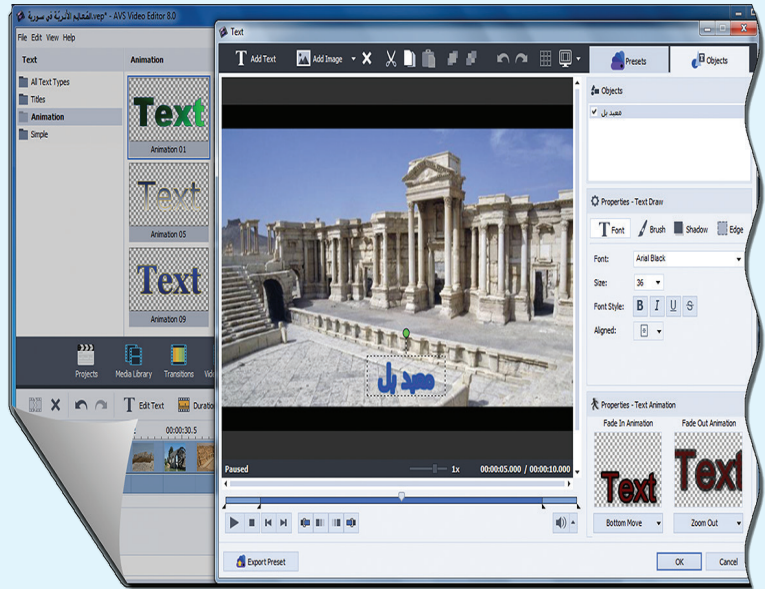 المعالم الأثرية في سورية.vep* - AVS Video Editor 8.0
File Edit View Help
Text
Animation
All Text Types
Titles
Animation
Simple
Text
Animation 01
Text
Animation 05
Text
Animation 09
Projects
Media Library
Transitions
Edit Text
00:00:30.5
Text
Add Text
Add Image
Presets
Objects
Objects
معبد بل
Properties - Text Draw
Font
Brush
Shadow
Edge
Font:
Arial Black
Size:
36
Font Style:
B I U S
Aligned:
معبد بل
Properties - Text Animation
Fade In Animation
Fade Out Animation
Text
Text
Bottom Move
Zoom Out
Paused
1x
00:00:05.000 / 00:00:10.000
Export Preset
OK
Cancel